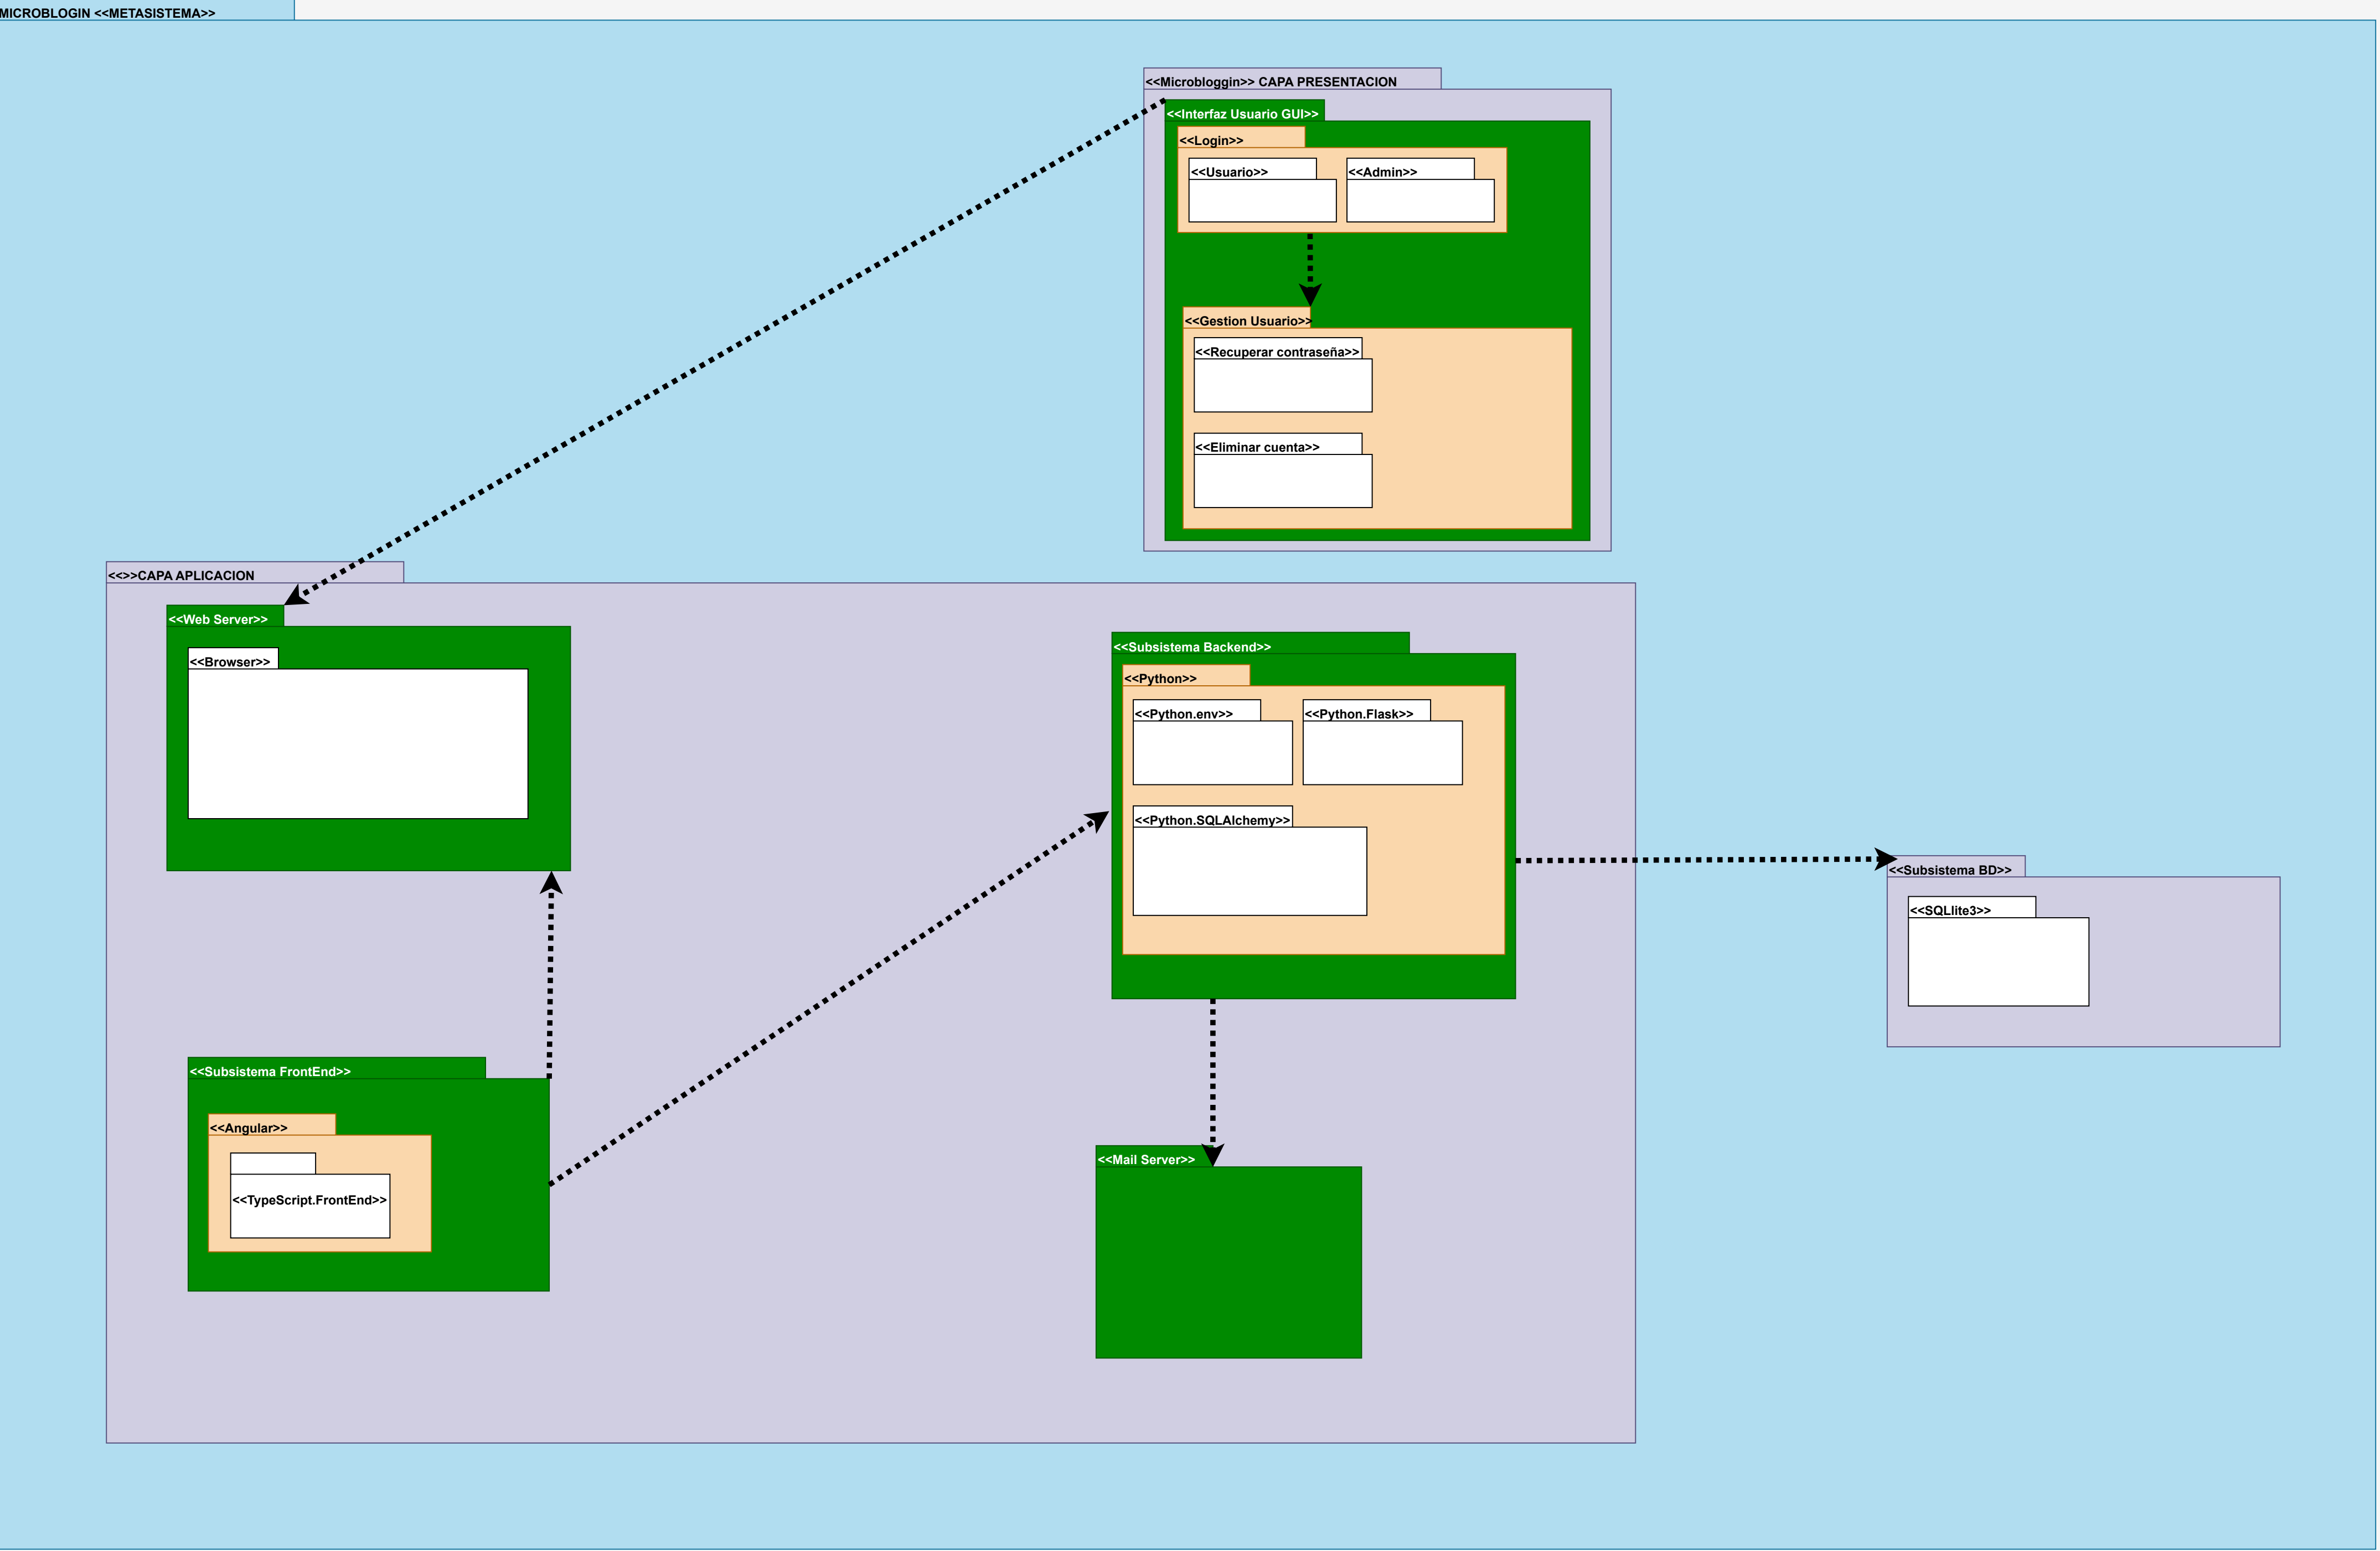 MICROBLOGIN <<METASISTEMA>>
<<Microbloggin>> CAPA PRESENTACION
<<Interfaz Usuario GUI>>
<<Login>>
<<Usuario>>
<<Admin>>
<<Gestion Usuario>>
<<Recuperar contraseña>>
<<Eliminar cuenta>>
<<>>CAPA APLICACION
<<Web Server>>
<<Browser>>
<<Subsistema Backend>>
<<Python>>
<<Python.env>>
<<Python.Flask>>
<<Python.SQLAlchemy>>
<<Subsistema BD>>
<<SQLlite3>>
<<Subsistema FrontEnd>>
<<Angular>>
<<TypeScript.FrontEnd>>
<<Mail Server>>